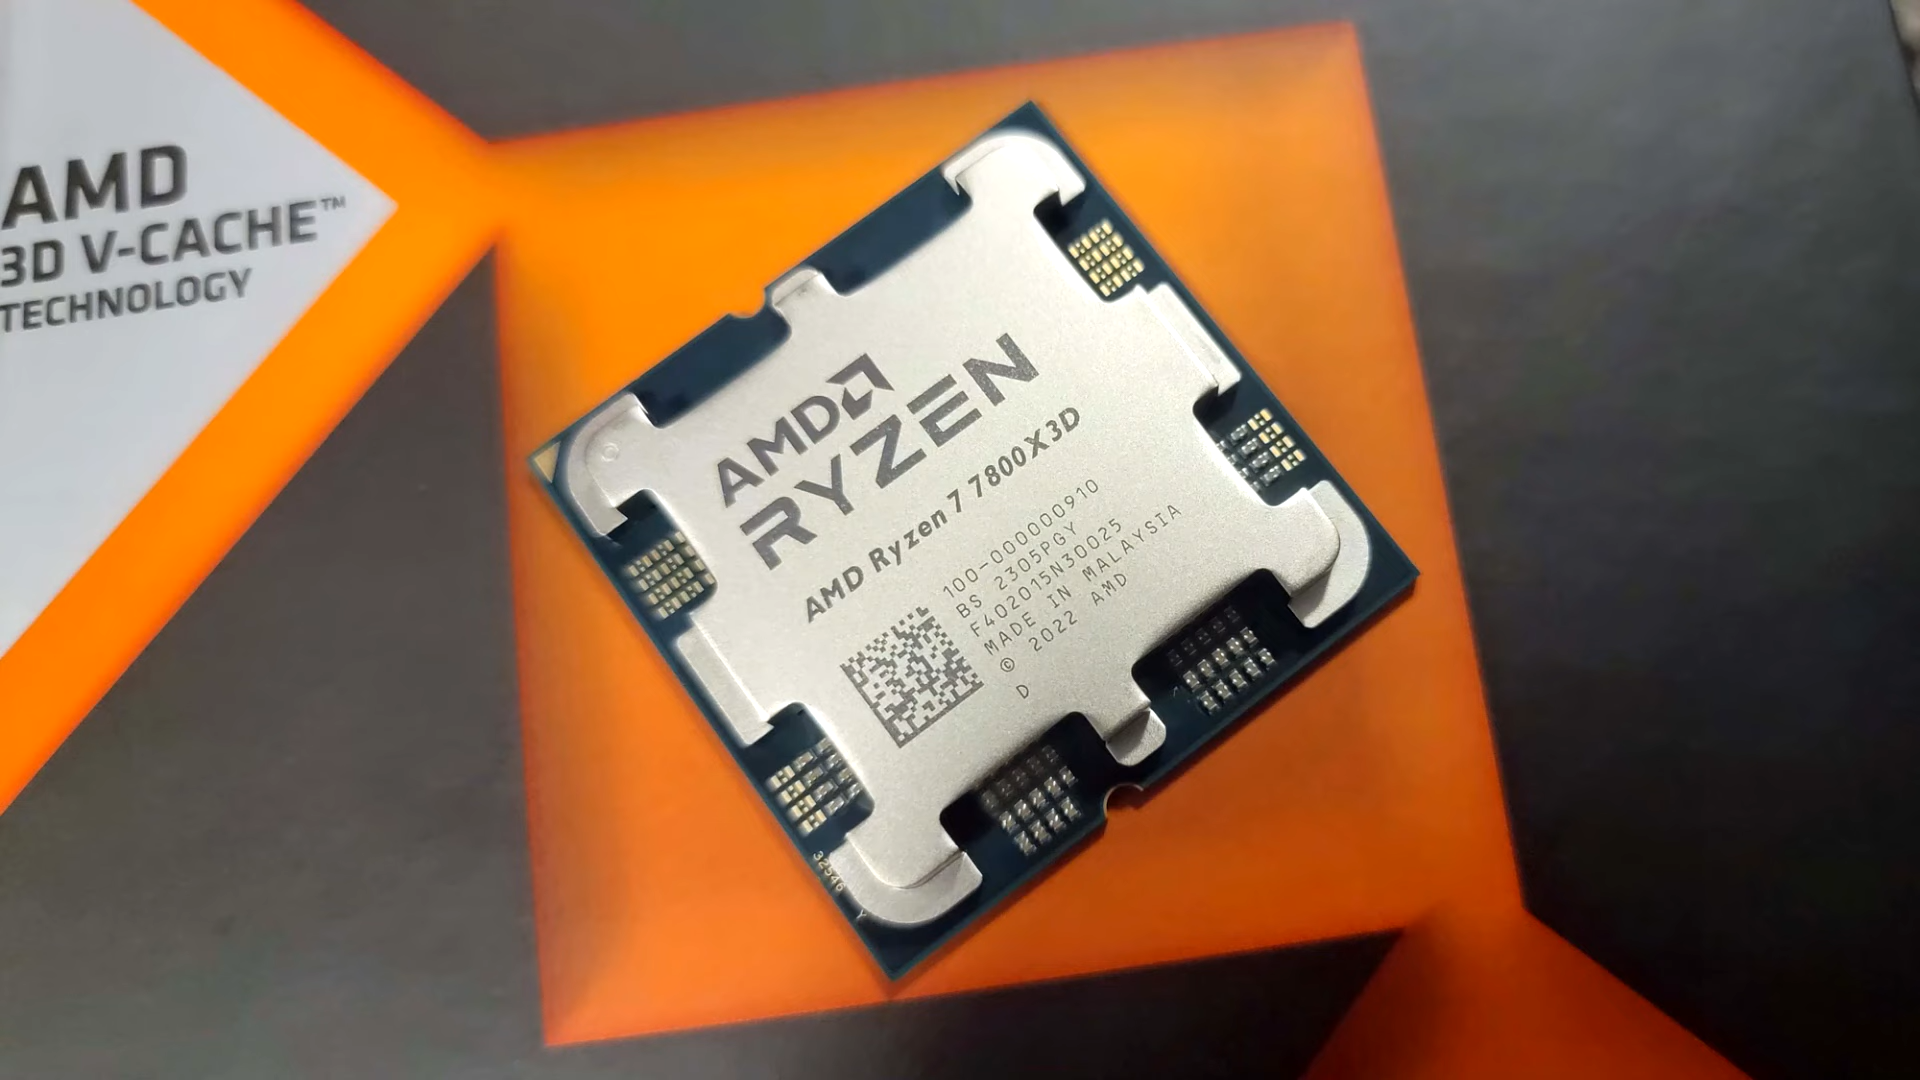 AMD
3D V-CACHE™
TECHNOLOGY
AMD
RYZEN
AMD Ryzen 7 7800X3D
100-000000910
BS 2305PGY
F402015N30025
MADE IN MALAYSIA
© 2022 AMD
D
32546